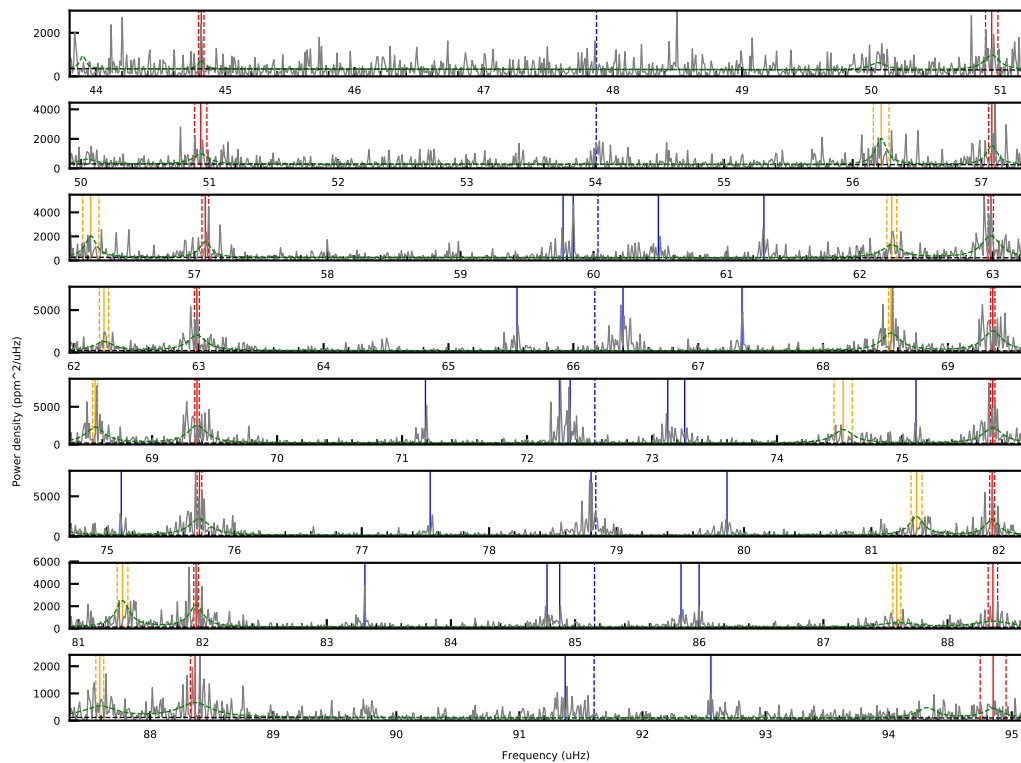 2000
0
44 45 46 47 48 49 50 51
4000
2000
0
50 51 52 53 54 55 56 57
4000
2000
0
57 58 59 60 61 62 63
5000
0
62 63 64 65 66 67 68 69
5000
0
69 70 71 72 73 74 75
5000
0
75 76 77 78 79 80 81 82
6000
4000
2000
0
81 82 83 84 85 86 87 88
2000
1000
0
88 89 90 91 92 93 94 95
Power density (ppm^2/uHz)
Frequency (uHz)